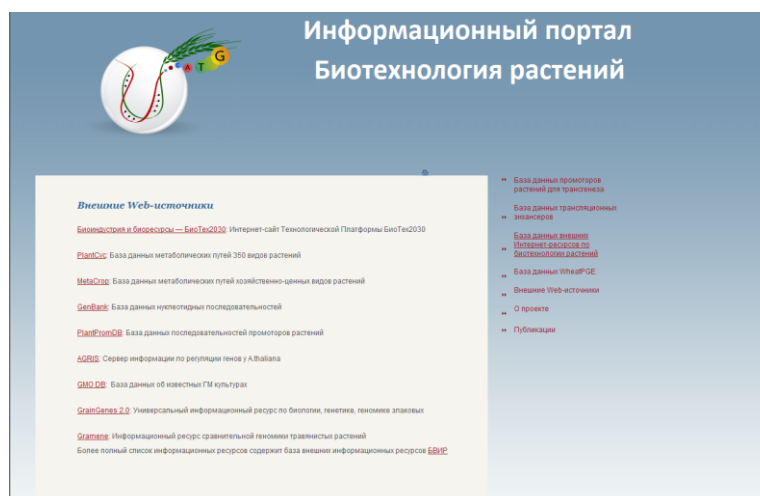 Информационный портал
Биотехнология растений
A T G
Внешние Web-источники
Биоиндустрия и биоресурсы — БиоТех2030: Интернет-сайт Технологической Платформы БиоТех2030
PlantCyc: База данных метаболических путей 350 видов растений
MetaCrop: База данных метаболических путей хозяйственно-ценных видов растений
GenBank: База данных нуклеотидных последовательностей
PlantPromDB: База данных последовательностей промоторов растений
AGRIS: Сервер информации по регуляции генов у A.thaliana
GMO DB: База данных об известных ГМ культурах
GrainGenes 2.0: Универсальный информационный ресурс по биологии, генетике, геномике злаковых
Gramene: Информационный ресурс сравнительной геномики травянистых растений
Более полный список информационных ресурсов содержит база внешних информационных ресурсов БВИР
База данных промоторов
растений для трансгенеза
База данных трансляционных
энхансеров
База данных внешних
Интернет-ресурсов по
биотехнологии растений
База данных WheatPGE
Внешние Web-источники
О проекте
Публикации